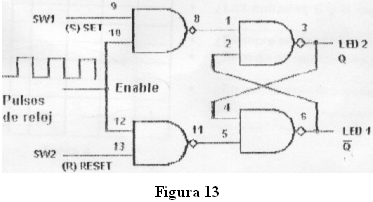 SW1
9
(S) SET
10
8
1
2
3
LED 2
Q
Pulsos
de reloj
Enable
12
13
11
4
5
6
LED 1
Q
SW2
(R) RESET
Figura 13